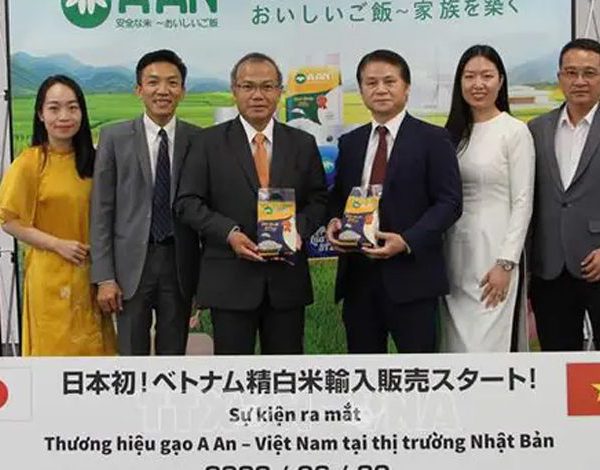 A AN
安全な米 ～おいしいご飯
おいしいご飯～家族を築く
A AN
日本初！ベトナム精白米輸入販売スタート！
Sự kiện ra mắt
Thương hiệu gạo A An – Việt Nam tại thị trường Nhật Bản